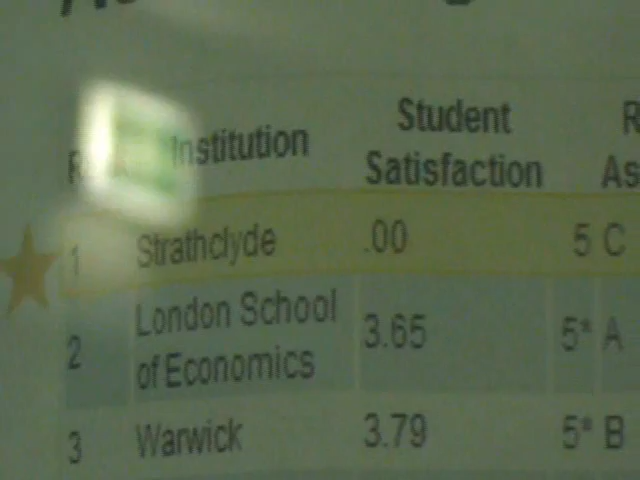 Institution Student Satisfaction
1 Strathclyde .00 5 C
2 London School of Economics 3.65 5* A
3 Warwick 3.79 5* B